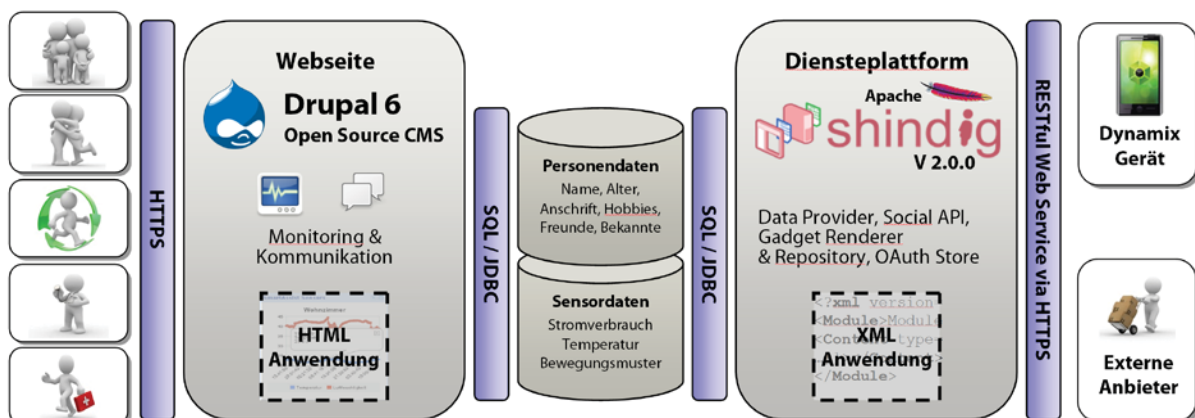 HTTPS
Webseite
Drupal 6
Open Source CMS
Monitoring &
Kommunikation
Wohnzimmer
HTML
Anwendung
SQL / JDBC
Personendaten
Name, Alter,
Anschrift, Hobbies,
Freunde, Bekannte
Sensordaten
Stromverbrauch
Temperatur
Bewegungsmuster
SQL / JDBC
Diensteplattform
Apache
shindig
V 2.0.0
Data Provider, Social API,
Gadget Renderer
& Repository, OAuth Store
<?xml version
<Module>Module
XML
<Content type
Anwendung
</Module>
RESTful Web Service via HTTPS
Dynamix
Gerät
Externe
Anbieter